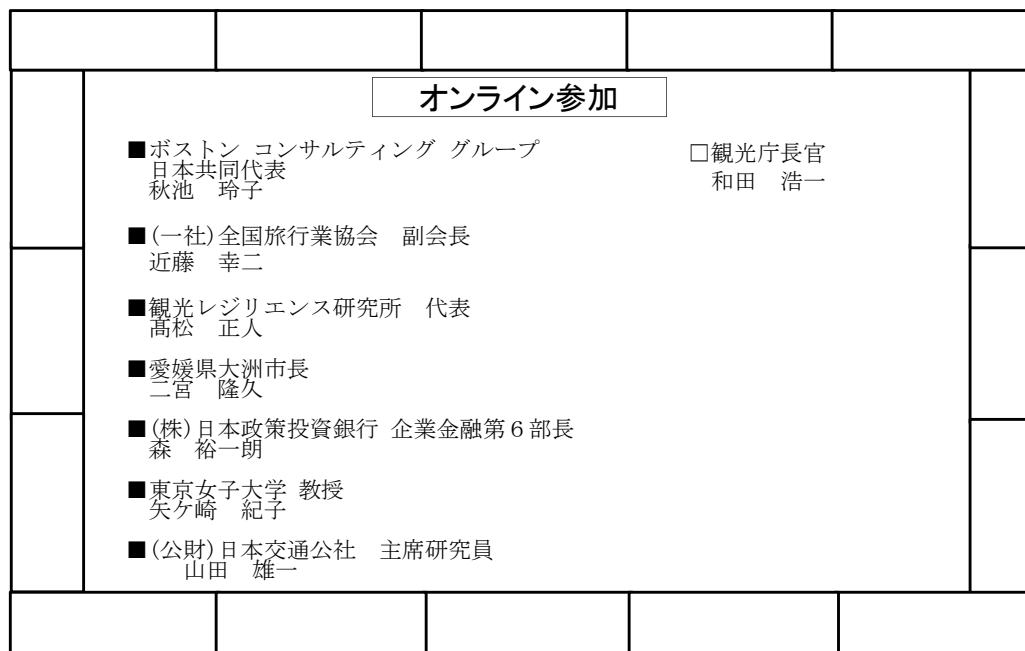 オンライン参加
■ボストン コンサルティング グループ
日本共同代表
秋池　玲子
■(一社)全国旅行業協会　副会長
近藤　幸二
■観光レジリエンス研究所　代表
髙松　正人
■愛媛県大洲市長
二宮　隆久
■(株)日本政策投資銀行 企業金融第６部長
森　裕一朗
■東京女子大学 教授
矢ケ崎　紀子
■(公財)日本交通公社　主席研究員
山田　雄一
□観光庁長官
和田　浩一